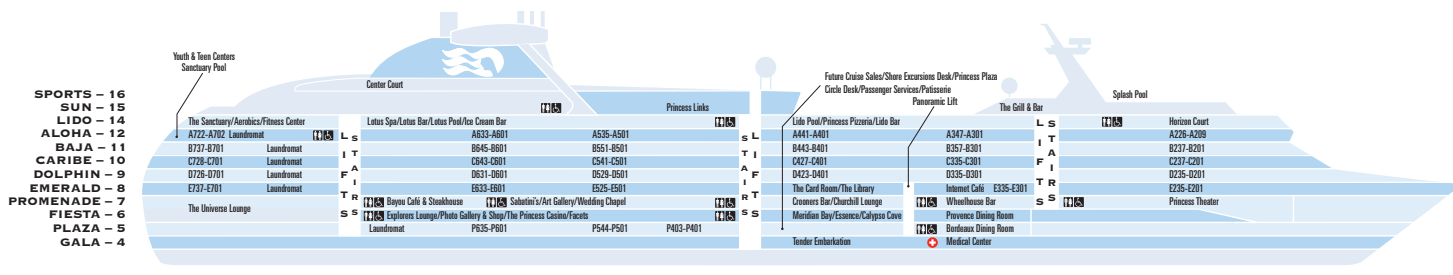 Youth & Teen Centers
Sanctuary Pool
Center Court
Future Cruise Sales/Shore Excursions Desk/Princess Plaza
Circle Desk/Passenger Services/Patisserie
Panoramic Lift
Splash Pool
SPORTS – 16
SUN – 15 Princess Links The Grill & Bar
LIDO – 14 The Sanctuary/Aerobics/Fitness Center Lotus Spa/Lotus Bar/Lotus Pool/Ice Cream Bar Lido Pool/Princess Pizzeria/Lido Bar Horizon Court
ALOHA – 12 A722-A702 Laundromat A633-A601 A535-A501 A441-A401 A347-A301 A226-A209
BAJA – 11 B737-B701 Laundromat B645-B601 B551-B501 B443-B401 B357-B301 B237-B201
CARIBE – 10 C728-C701 Laundromat C643-C601 C541-C501 C427-C401 C335-C301 C237-C201
DOLPHIN – 9 D726-D701 Laundromat D631-D601 D529-D501 D423-D401 D335-D301 D235-D201
EMERALD – 8 E737-E701 Laundromat E633-E601 E525-E501 The Card Room/The Library Internet Café E335-E301 E235-E201
PROMENADE – 7 Bayou Café & Steakhouse Sabatini's/Art Gallery/Wedding Chapel Crooners Bar/Churchill Lounge Wheelhouse Bar Princess Theater
The Universe Lounge
FIESTA – 6 Explorers Lounge/Photo Gallery & Shop/The Princess Casino/Facets Meridian Bay/Essence/Calypso Cove Provence Dining Room
PLAZA – 5 Laundromat P635-P601 P544-P501 P403-P401 Bordeaux Dining Room
GALA – 4 Tender Embarkation Medical Center
LIFTS STAIRS
STAIRS LIFTS
LIFTS STAIRS